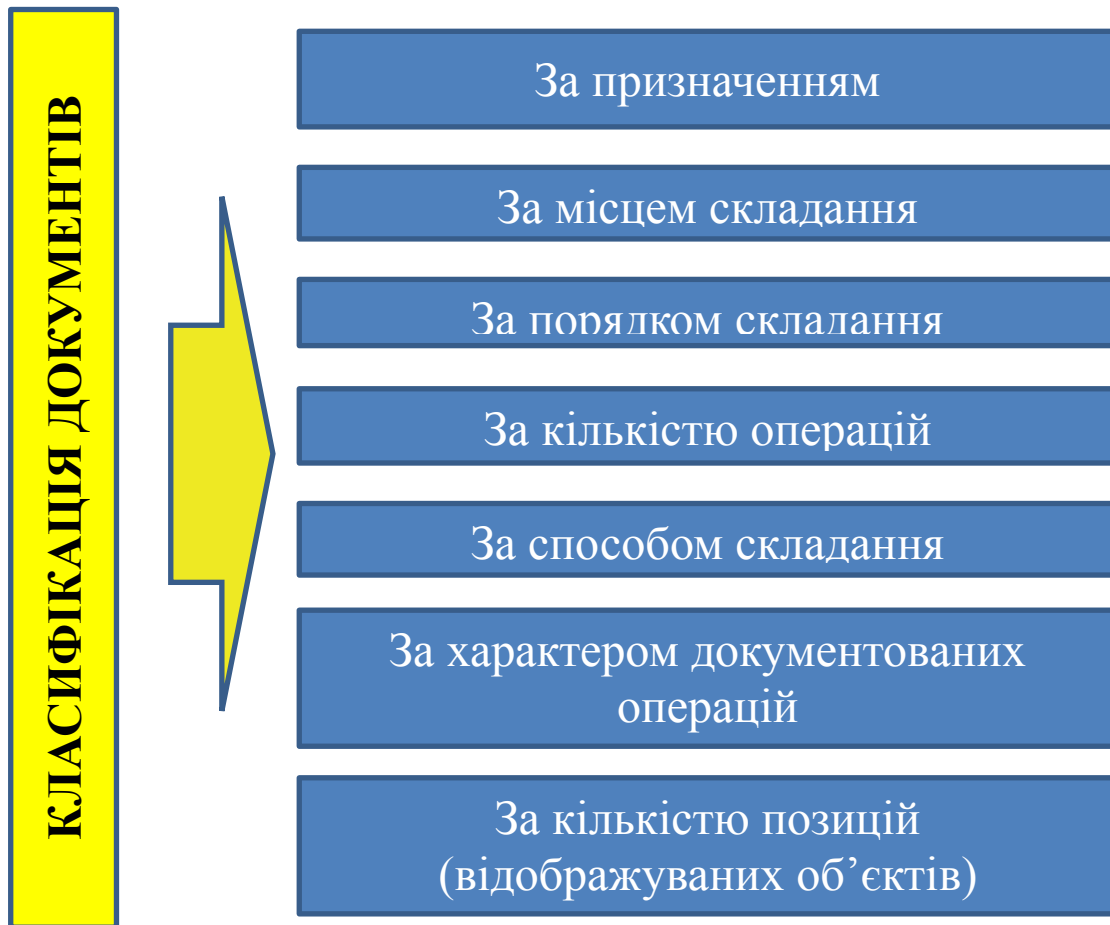 КЛАСИФІКАЦІЯ ДОКУМЕНТІВ
За призначенням
За місцем складання
За порядком складання
За кількістю операцій
За способом складання
За характером документованих
операцій
За кількістю позицій
(відображуваних об’єктів)